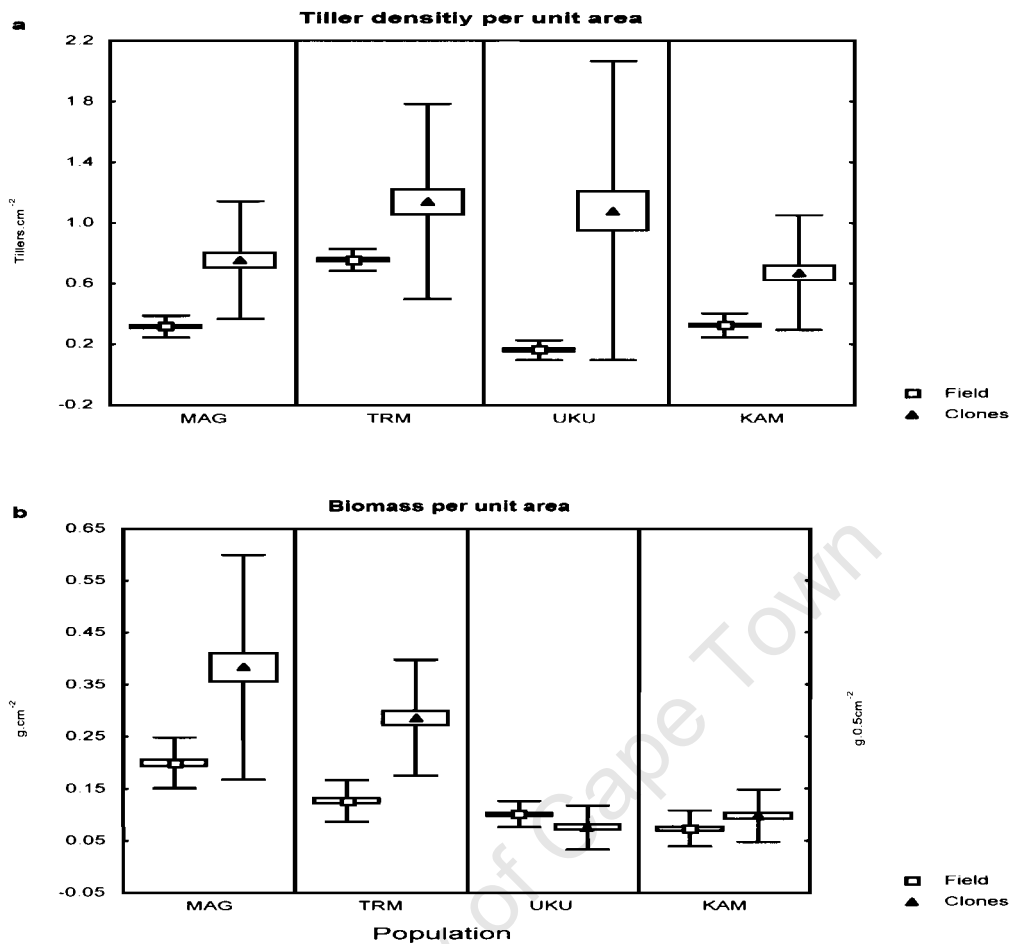 a
Tiller densitiy per unit area
2.2
1.8
1.4
1.0
0.6
0.2
-0.2
Tillers.cm⁻²
MAG TRM UKU KAM
Field
Clones
b
Biomass per unit area
0.65
0.55
0.45
0.35
0.25
0.15
0.05
-0.05
g.cm⁻²
g.0.5cm⁻²
MAG TRM UKU KAM
Population
Field
Clones
of Cape Town